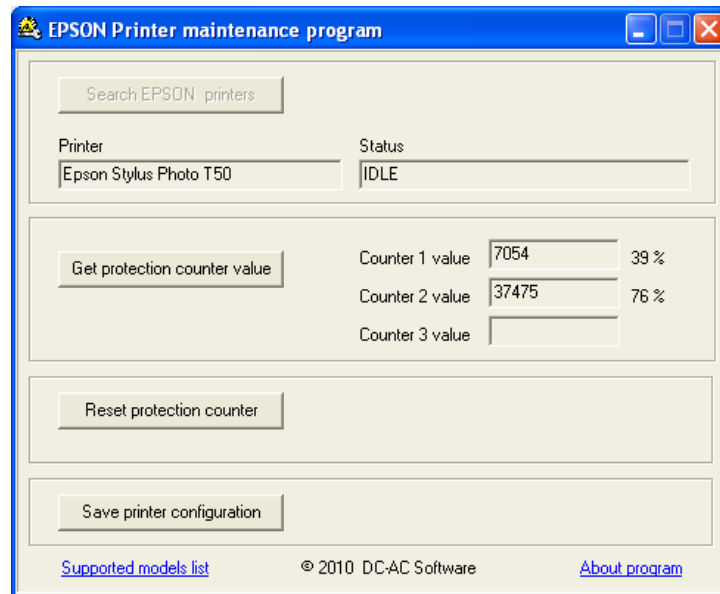 EPSON Printer maintenance program
Search EPSON printers
Printer Status
Epson Stylus Photo T50 IDLE
Get protection counter value
Counter 1 value 7054 39 %
Counter 2 value 37475 76 %
Counter 3 value
Reset protection counter
Save printer configuration
Supported models list © 2010 DC-AC Software About program